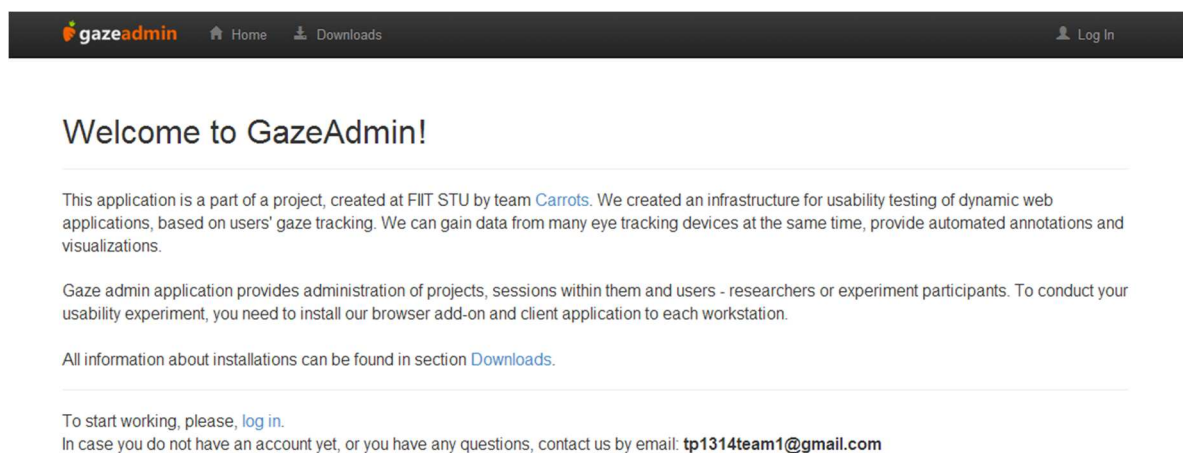 gazeadmin Home Downloads Log In
Welcome to GazeAdmin!
This application is a part of a project, created at FIIT STU by team Carrots. We created an infrastructure for usability testing of dynamic web
applications, based on users' gaze tracking. We can gain data from many eye tracking devices at the same time, provide automated annotations and
visualizations.
Gaze admin application provides administration of projects, sessions within them and users - researchers or experiment participants. To conduct your
usability experiment, you need to install our browser add-on and client application to each workstation.
All information about installations can be found in section Downloads.
To start working, please, log in.
In case you do not have an account yet, or you have any questions, contact us by email: tp1314team1@gmail.com